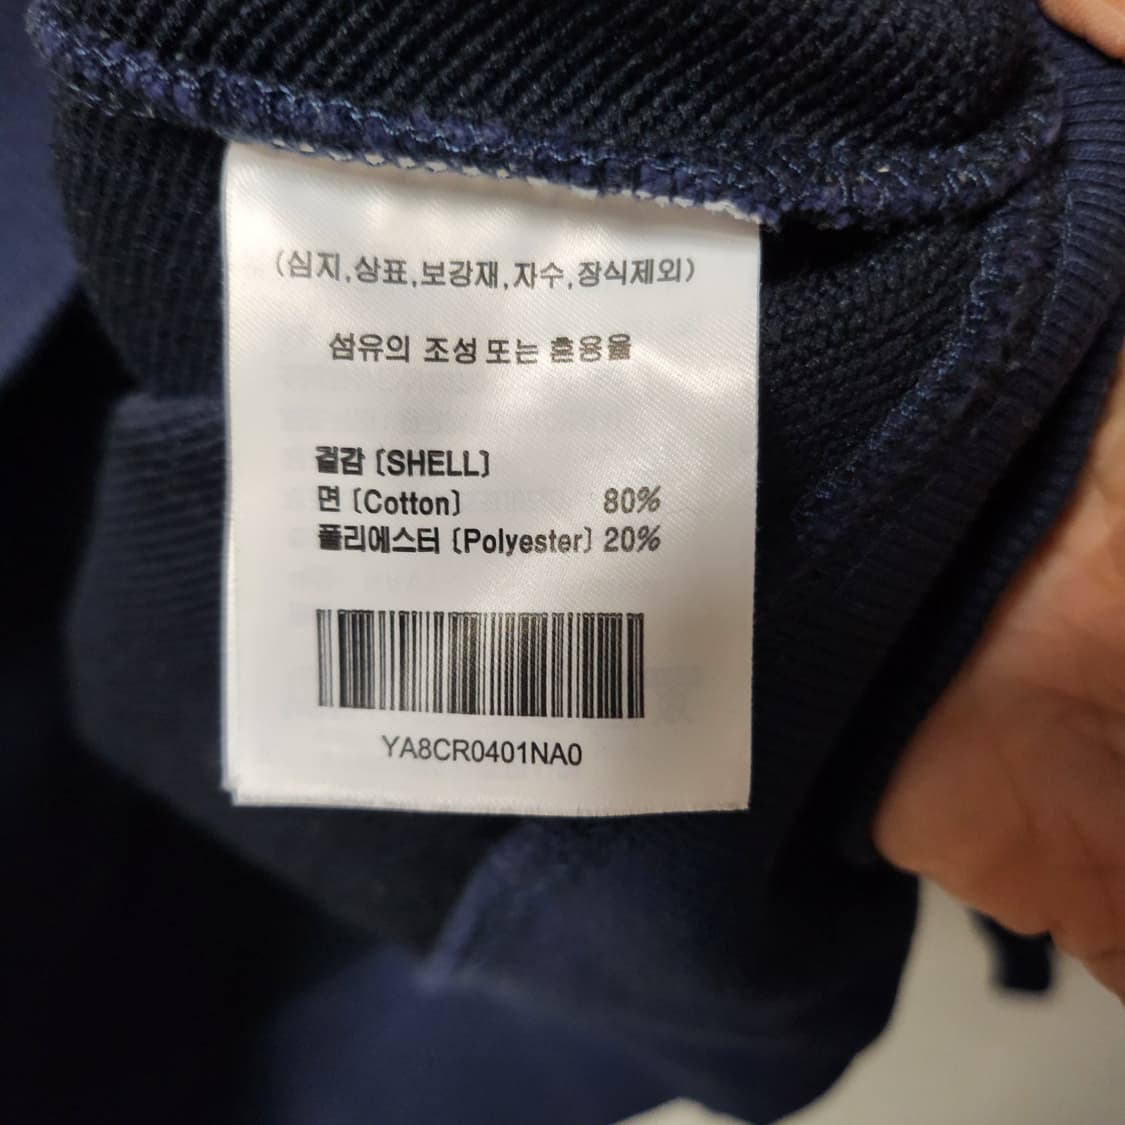 (심지,상표,보강재,자수,장식제외)
섬유의 조성 또는 혼용율
겉감 (SHELL)
면 (Cotton) 80%
폴리에스터 (Polyester) 20%
YA8CR0401NA0